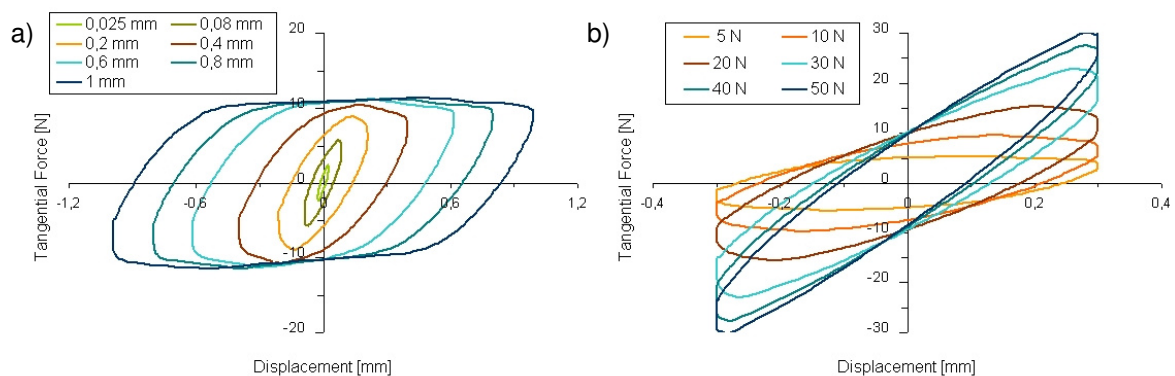 a)
0,025 mm 0,08 mm
0,2 mm 0,4 mm
0,6 mm 0,8 mm
1 mm
20
10
0
-10
-20
-1,2 -0,6 0 0,6 1,2
Tangential Force [N]
Displacement [mm]
b)
5 N 10 N
20 N 30 N
40 N 50 N
30
20
10
0
-10
-20
-30
-0,4 -0,2 0 0,2 0,4
Tangential Force [N]
Displacement [mm]